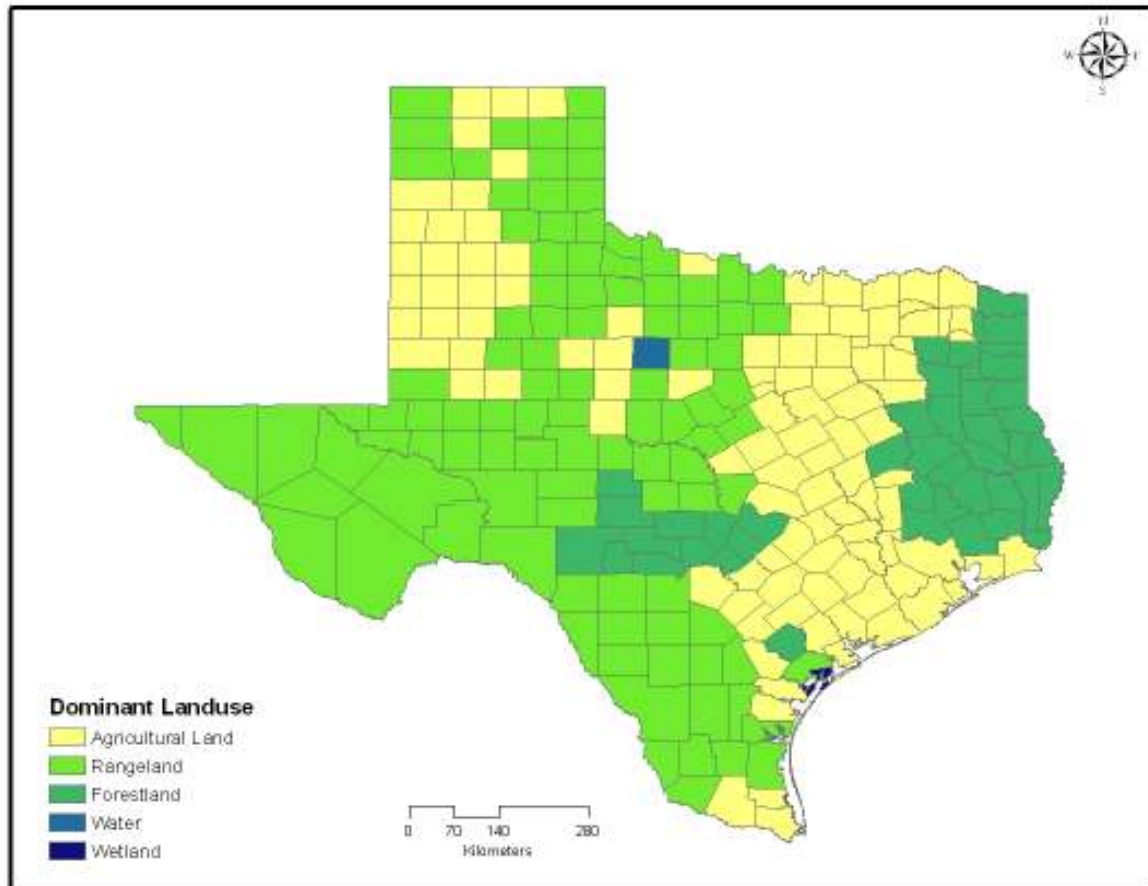 N
W E
S
Dominant Landuse
Agricultural Land
Rangeland
Forestland
Water
Wetland
0 70 140 280
Kilometers